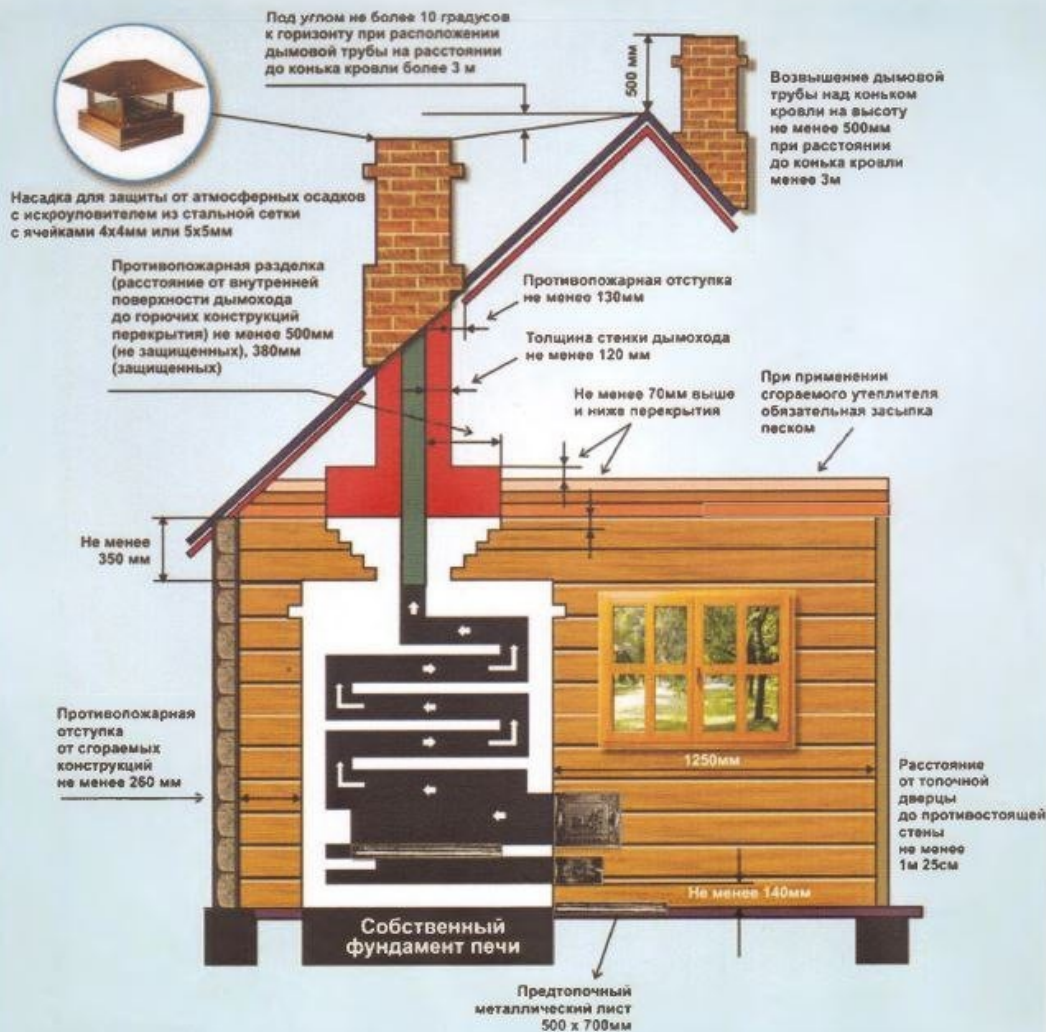 Под углом не более 10 градусов
к горизонту при расположении
дымовой трубы на расстоянии
до конька кровли более 3 м
500 мм
Возвышение дымовой
трубы над коньком
кровли на высоту
не менее 500мм
при расстоянии
до конька кровли
менее 3м
Насадка для защиты от атмосферных осадков
с искроуловителем из стальной сетки
с ячейками 4х4мм или 5х5мм
Противопожарная разделка
(расстояние от внутренней
поверхности дымохода
до горючих конструкций
перекрытия) не менее 500мм
(не защищенных), 380мм
(защищенных)
Противопожарная отступка
не менее 130мм
Толщина стенки дымохода
не менее 120 мм
Не менее 70мм выше
и ниже перекрытия
При применении
сгораемого утеплителя
обязательная засыпка
песком
Не менее
350 мм
Противопожарная
отступка
от сгораемых
конструкций
не менее 260 мм
1250мм
Расстояние
от топочной
дверцы
до противостоящей
стены
не менее
1м 25см
Не менее 140мм
Собственный
фундамент печи
Предтопочный
металлический лист
500 х 700мм